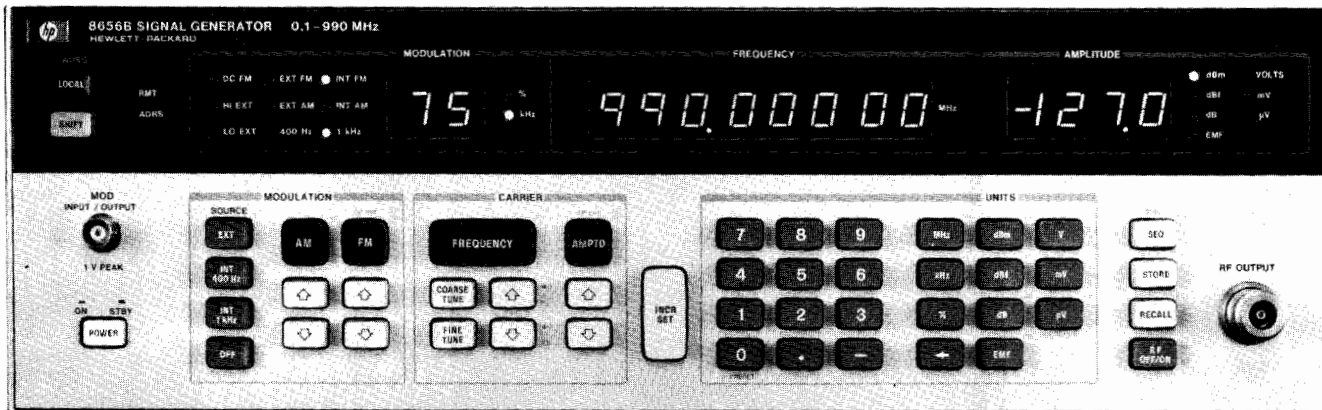 hp 8656B SIGNAL GENERATOR 0.1–990 MHz
HEWLETT-PACKARD
MODULATION FREQUENCY AMPLITUDE
LOCAL
SHIFT
RMT
ADRS
DC FM EXT FM INT FM
HI EXT EXT AM INT AM
LO EXT 400 Hz 1 kHz
75
%
kHz
990.00000 00 MHz
-127.0
dBm VOLTS
dBf mV
dB µV
EMF
MOD
INPUT / OUTPUT
1 V PEAK
ON STBY
POWER
MODULATION
SOURCE
EXT
INT
400 Hz
INT
1 kHz
OFF
AM FM
CARRIER
FREQUENCY AMPTD
COARSE
TUNE
FINE
TUNE
INCR
SET
UNITS
7 8 9 MHz dBm V
4 5 6 kHz dBf mV
1 2 3 % dB µV
0 . − EMF
SEQ
STORE
RECALL
RF
OFF/ON
RF OUTPUT